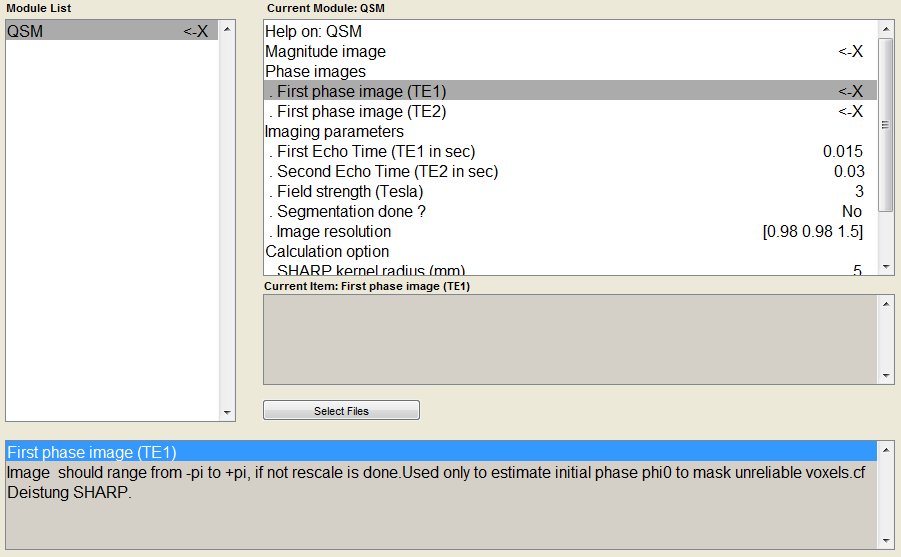 Module List
QSM <-X
Current Module: QSM
Help on: QSM
Magnitude image <-X
Phase images
. First phase image (TE1) <-X
. First phase image (TE2) <-X
Imaging parameters
. First Echo Time (TE1 in sec) 0.015
. Second Echo Time (TE2 in sec) 0.03
. Field strength (Tesla) 3
. Segmentation done ? No
. Image resolution [0.98 0.98 1.5]
Calculation option
SHARP kernel radius (mm) 5
Current Item: First phase image (TE1)
Select Files
First phase image (TE1)
Image  should range from -pi to +pi, if not rescale is done.Used only to estimate initial phase phi0 to mask unreliable voxels.cf
Deistung SHARP.